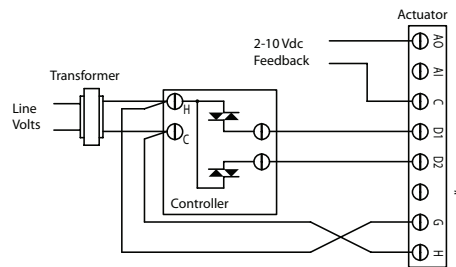 Actuator
2-10 Vdc
Feedback
AO
AI
C
D1
D2
G
H
Transformer
Line
Volts
H
C
Controller